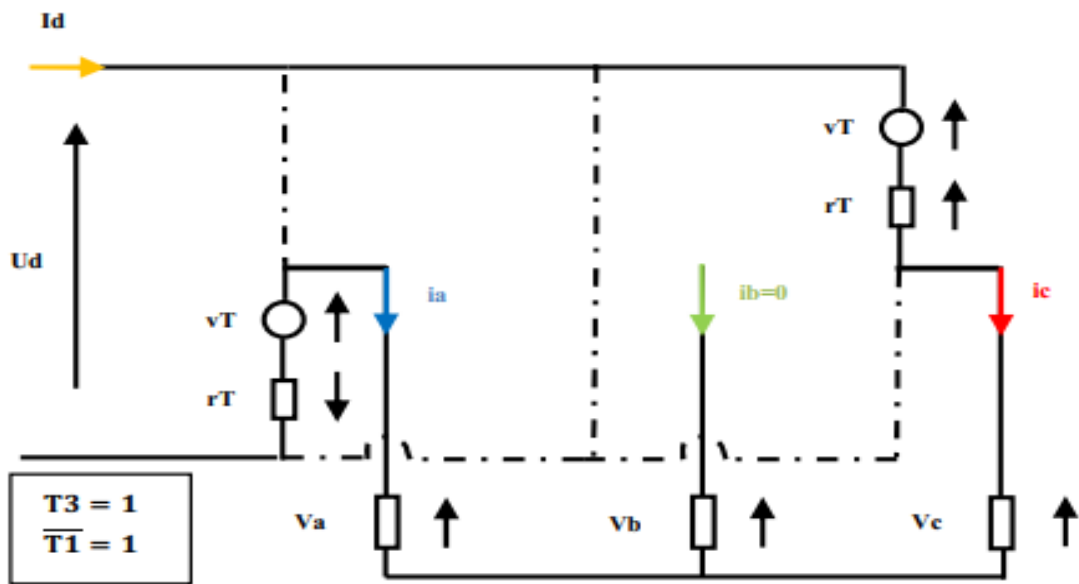 Id
vT
rT
Ud
ia
ib=0
ic
vT
rT
T3 = 1
T1̅ = 1
Va
Vb
Vc